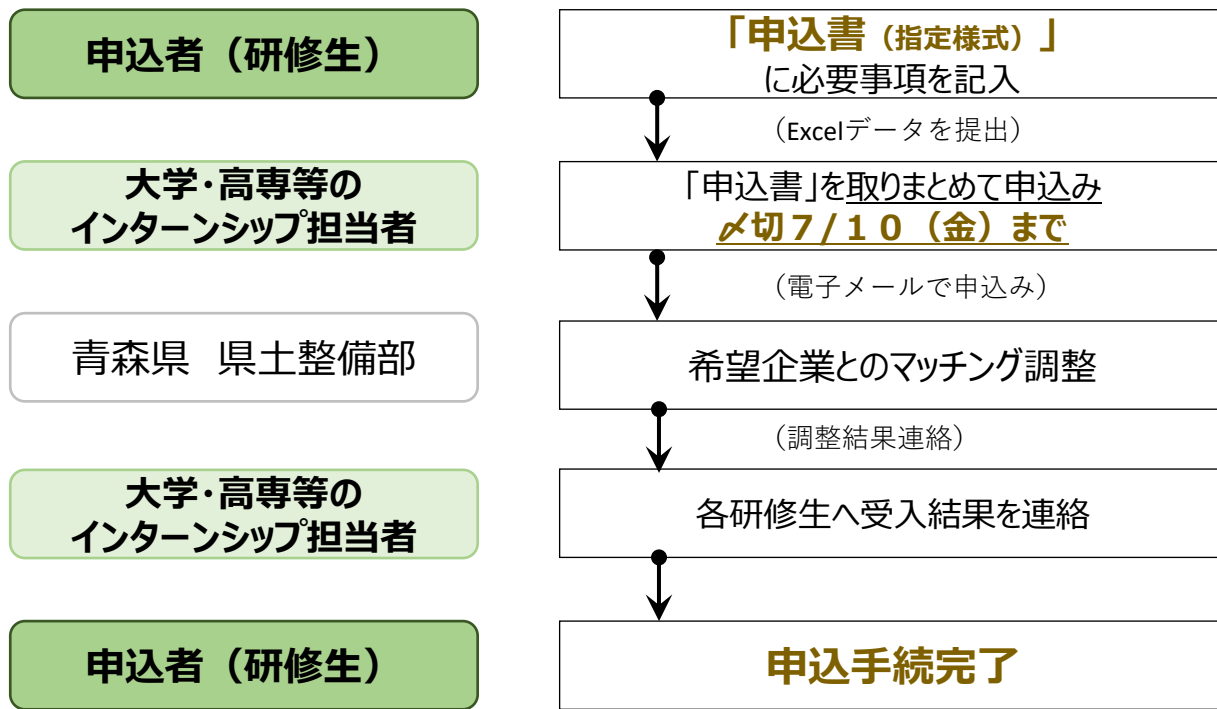 申込者（研修生）
「申込書（指定様式）」
に必要事項を記入
（Excelデータを提出）
大学・高専等の
インターンシップ担当者
「申込書」を取りまとめて申込み
〆切７/１０（金）まで
（電子メールで申込み）
青森県　県土整備部
希望企業とのマッチング調整
（調整結果連絡）
大学・高専等の
インターンシップ担当者
各研修生へ受入結果を連絡
申込者（研修生）
申込手続完了